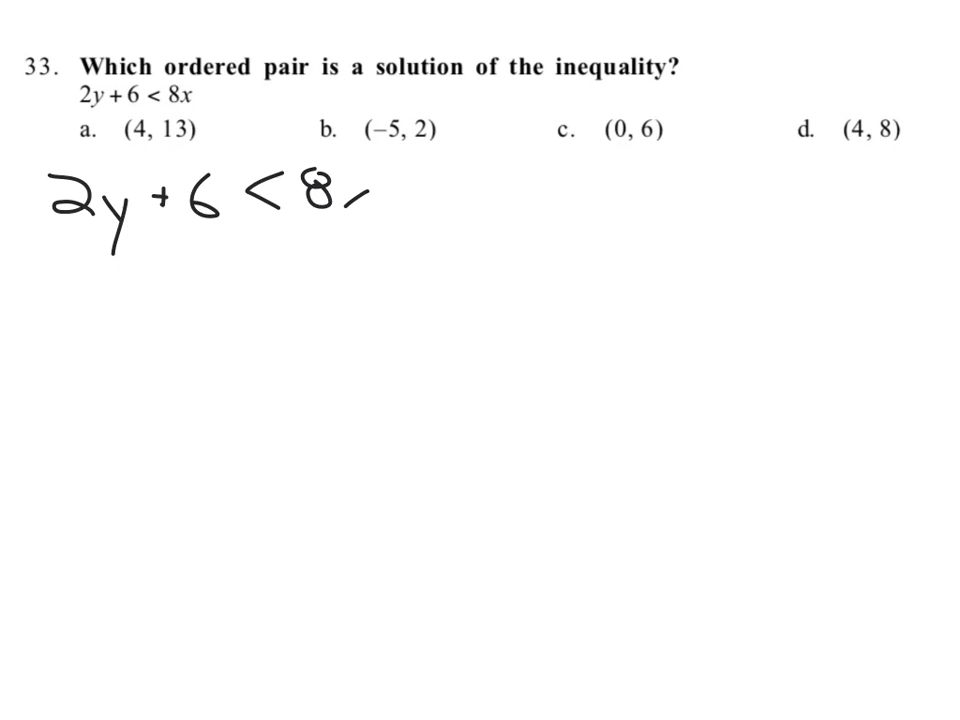 33. Which ordered pair is a solution of the inequality?
2y + 6 < 8x
a. (4, 13) b. (–5, 2) c. (0, 6) d. (4, 8)
2y + 6 < 8